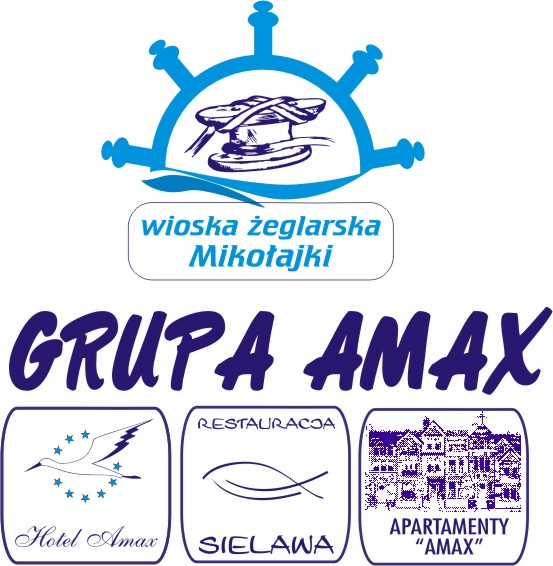 wioska żeglarska
Mikołajki
GRUPA AMAX
Hotel Amax
RESTAURACJA
SIELAWA
APARTAMENTY
“AMAX”